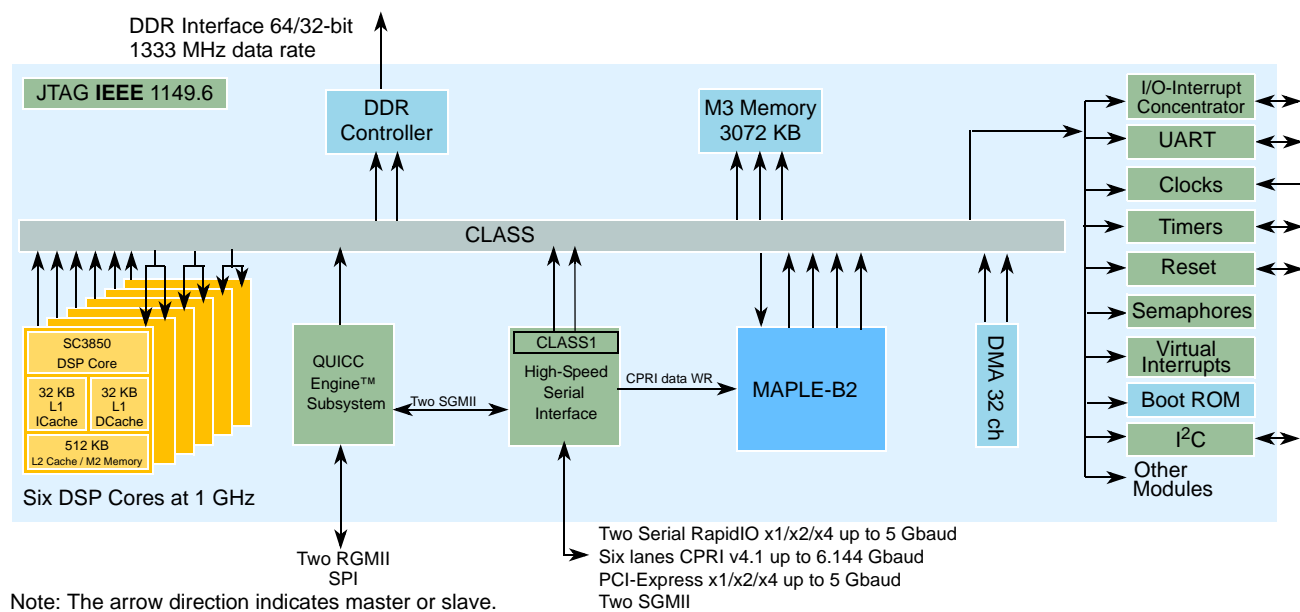 DDR Interface 64/32-bit
1333 MHz data rate
JTAG IEEE 1149.6
DDR
Controller
M3 Memory
3072 KB
I/O-Interrupt
Concentrator
UART
Clocks
Timers
Reset
Semaphores
Virtual
Interrupts
Boot ROM
I²C
Other
Modules
CLASS
SC3850
DSP Core
32 KB
L1
ICache
32 KB
L1
DCache
512 KB
L2 Cache / M2 Memory
Six DSP Cores at 1 GHz
QUICC
Engine™
Subsystem
Two SGMII
CLASS1
High-Speed
Serial
Interface
CPRI data WR
MAPLE-B2
DMA 32 ch
Two RGMII
SPI
Two Serial RapidIO x1/x2/x4 up to 5 Gbaud
Six lanes CPRI v4.1 up to 6.144 Gbaud
PCI-Express x1/x2/x4 up to 5 Gbaud
Two SGMII
Note: The arrow direction indicates master or slave.